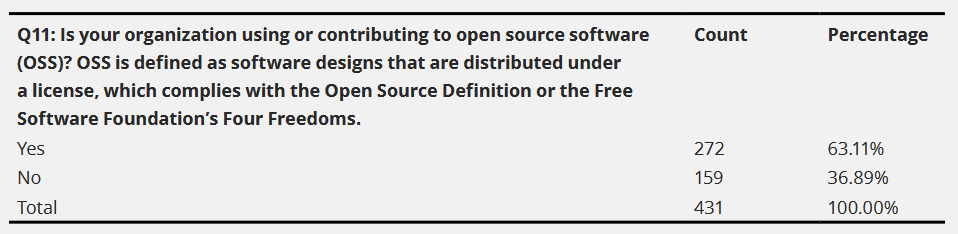 Q11: Is your organization using or contributing to open source software Count Percentage
(OSS)? OSS is defined as software designs that are distributed under
a license, which complies with the Open Source Definition or the Free
Software Foundation’s Four Freedoms.
Yes 272 63.11%
No 159 36.89%
Total 431 100.00%